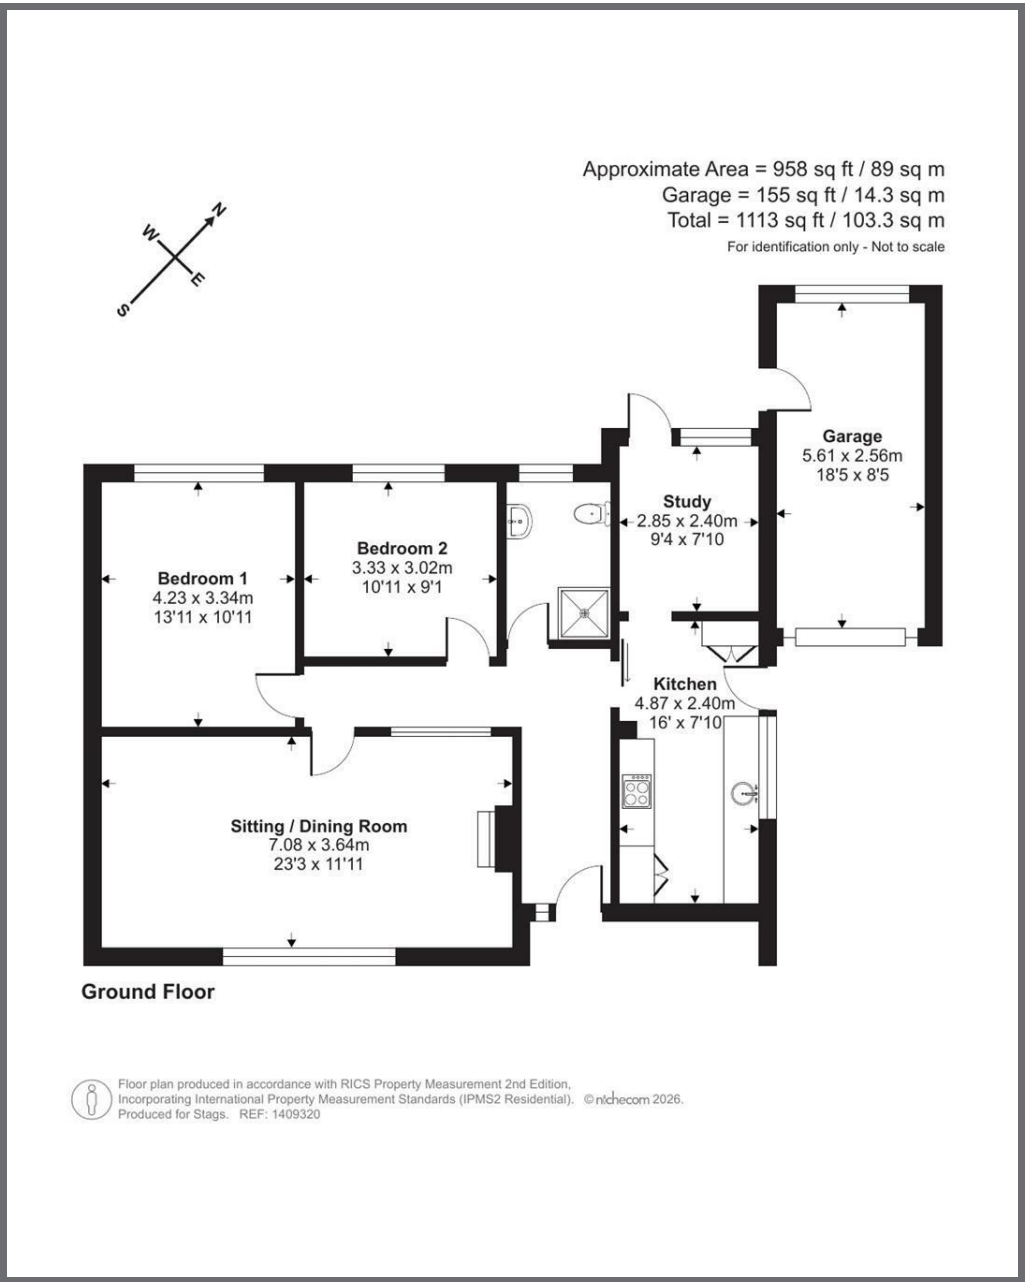 Approximate Area = 958 sq ft / 89 sq m
Garage = 155 sq ft / 14.3 sq m
Total = 1113 sq ft / 103.3 sq m
For identification only - Not to scale
N
W
E
S
Garage
5.61 x 2.56m
18'5 x 8'5
Study
2.85 x 2.40m
9'4 x 7'10
Bedroom 2
3.33 x 3.02m
10'11 x 9'1
Bedroom 1
4.23 x 3.34m
13'11 x 10'11
Kitchen
4.87 x 2.40m
16' x 7'10
Sitting / Dining Room
7.08 x 3.64m
23'3 x 11'11
Ground Floor
Floor plan produced in accordance with RICS Property Measurement 2nd Edition,
Incorporating International Property Measurement Standards (IPMS2 Residential). © nichecom 2026.
Produced for Stags. REF: 1409320